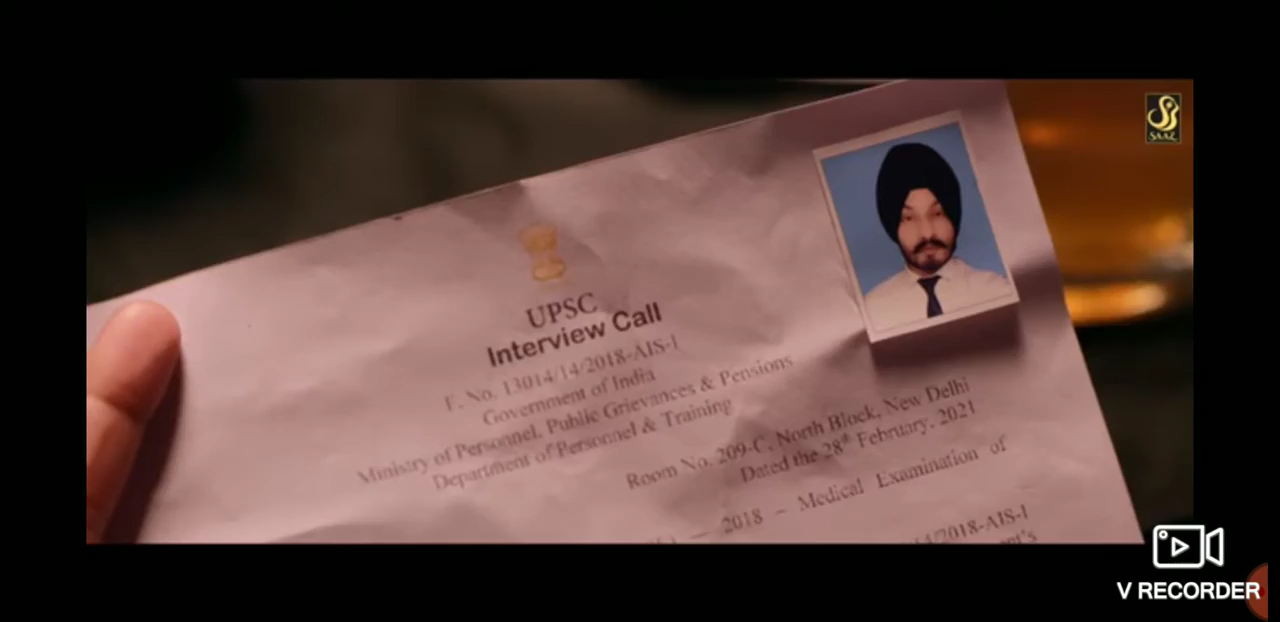 SAAZ
UPSC
Interview Call
F. No. 13014/14/2018-AIS-I
Government of India
Ministry of Personnel, Public Grievances & Pensions
Department of Personnel & Training
Room No. 209-C, North Block, New Delhi
Dated the 28th February, 2021
– 2018 – Medical Examination of
14/2018-AIS-I
V RECORDER